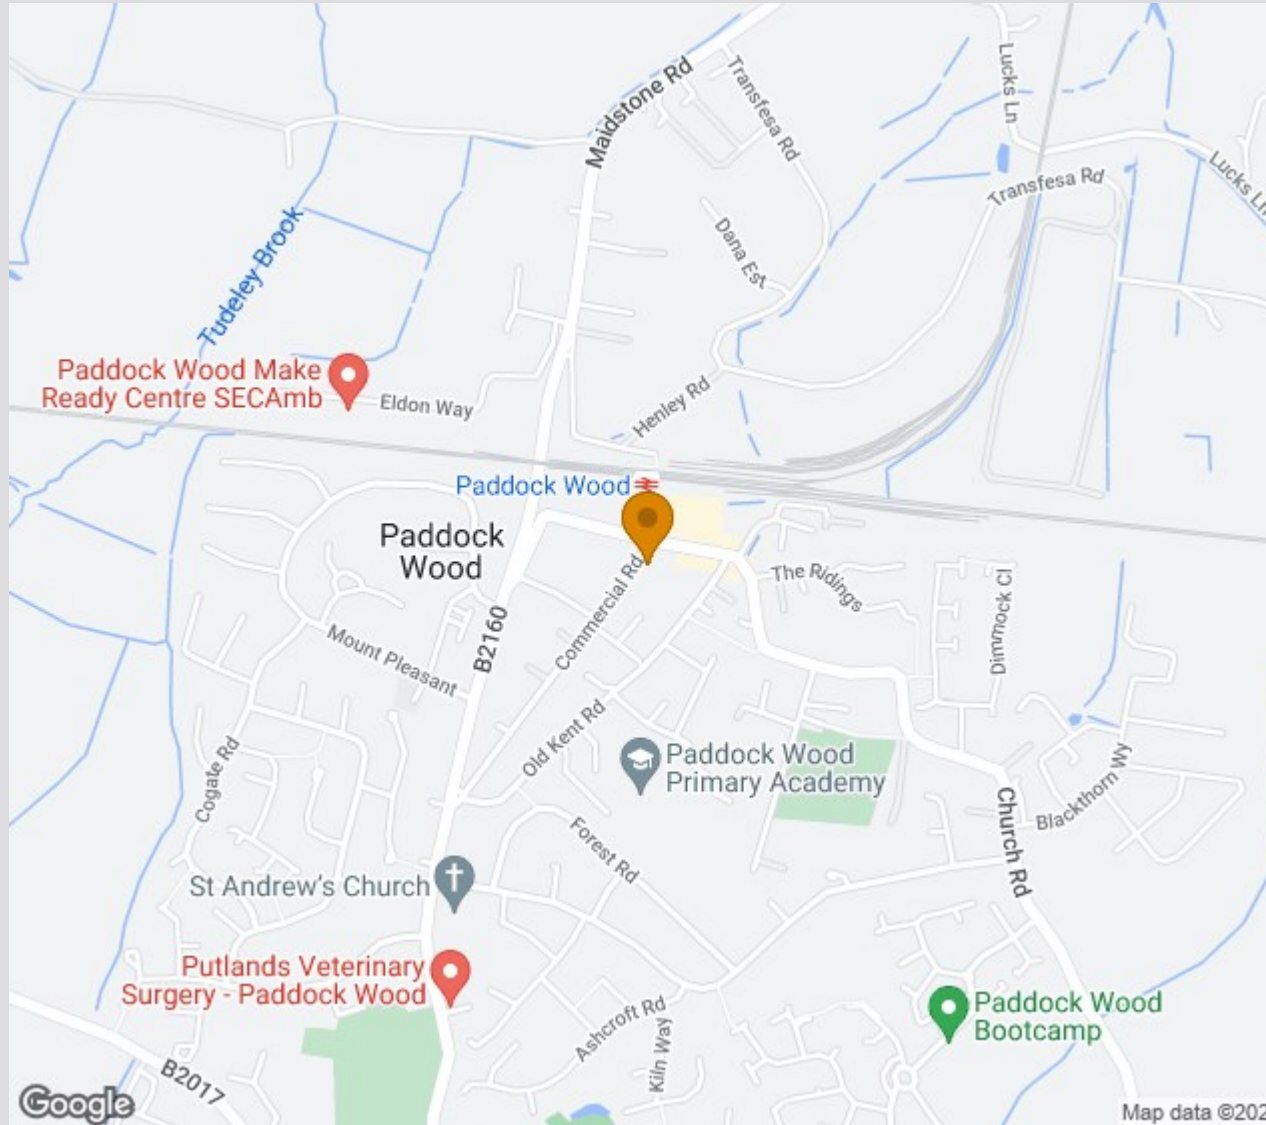 Maidstone Rd
Transfesa Rd
Lucks Ln
Lucks Ln
Transfesa Rd
Dana Est
Tudeley Brook
Paddock Wood Make
Ready Centre SECAmb
Eldon Way
Henley Rd
Paddock Wood
Paddock
Wood
Commercial Rd
The Ridings
Dimmock Cl
B2160
Mount Pleasant
Old Kent Rd
Cogate Rd
Paddock Wood
Primary Academy
Blackthorn Wy
Church Rd
Forest Rd
St Andrew's Church
Putlands Veterinary
Surgery - Paddock Wood
Ashcroft Rd
Kiln Way
Paddock Wood
Bootcamp
B2017
Google
Map data ©202